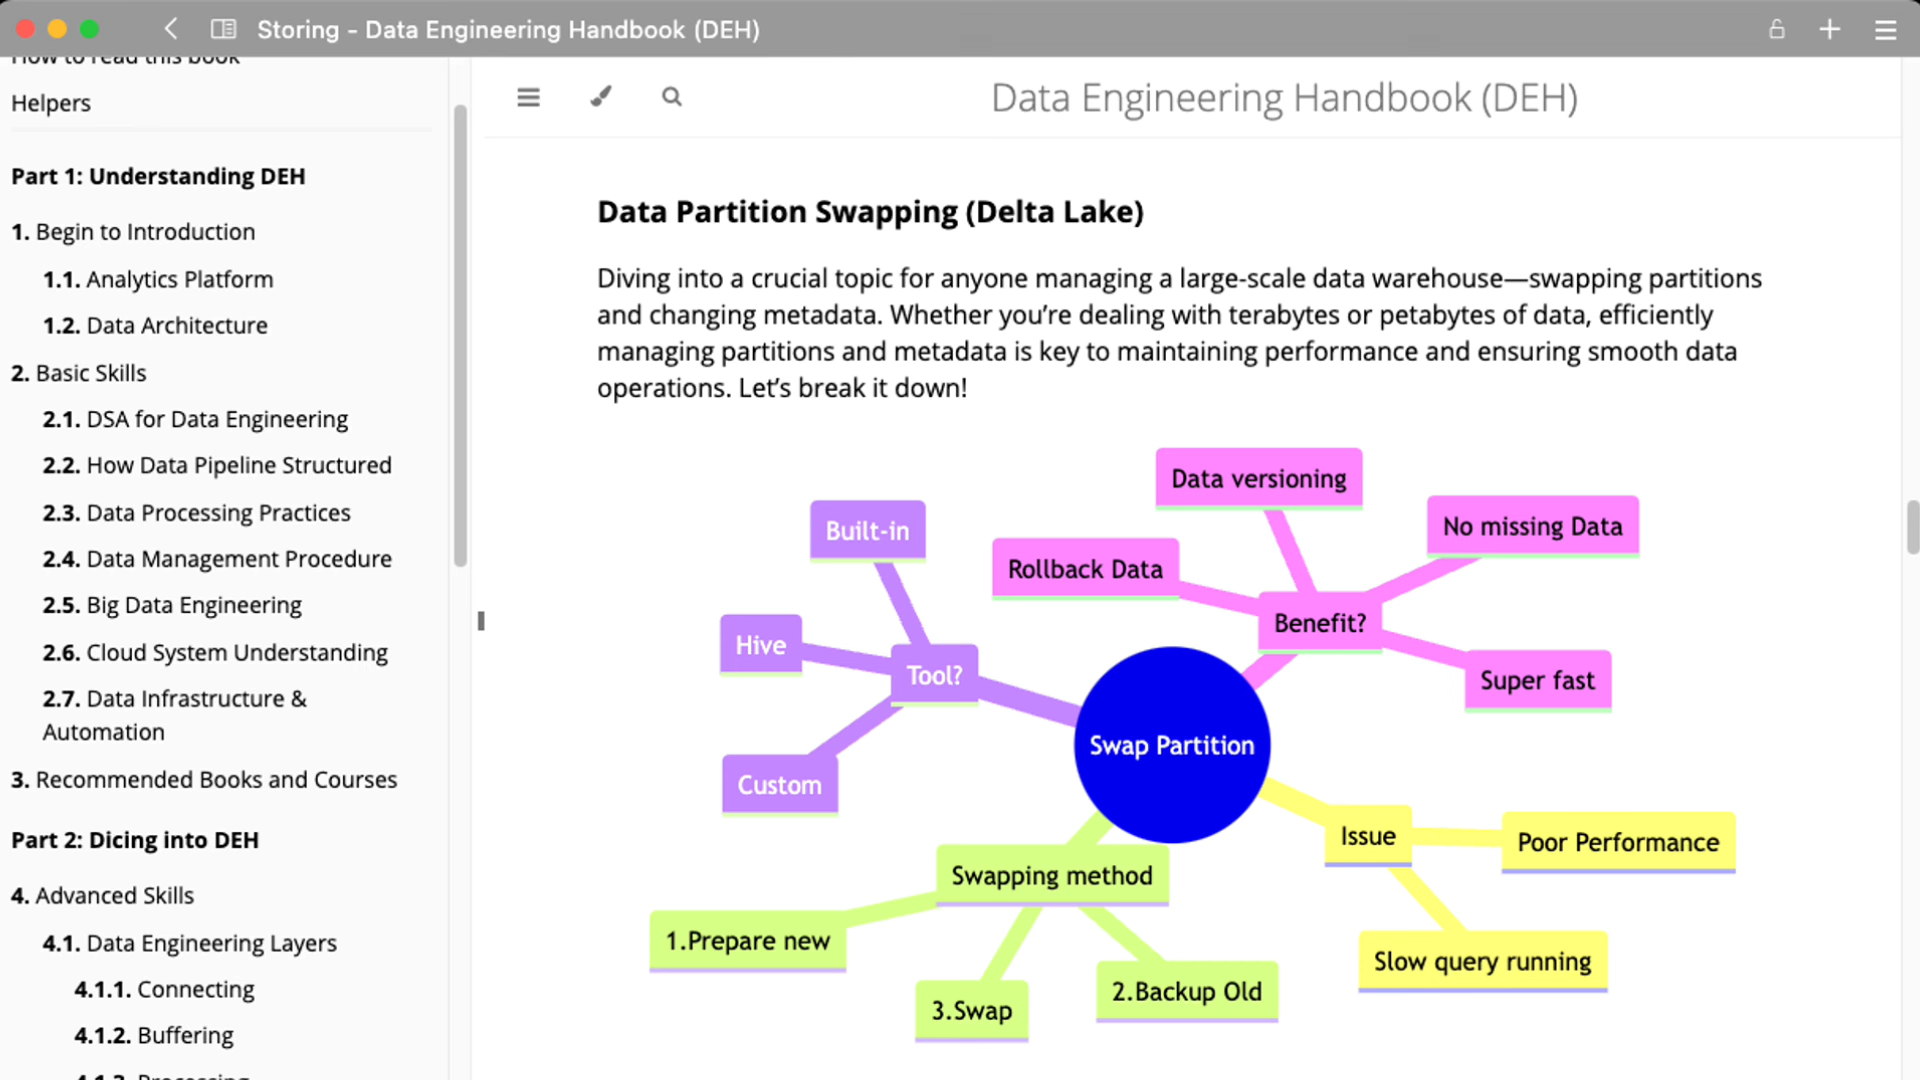 Storing – Data Engineering Handbook (DEH)
How to read this book
Helpers
Part 1: Understanding DEH
1. Begin to Introduction
1.1. Analytics Platform
1.2. Data Architecture
2. Basic Skills
2.1. DSA for Data Engineering
2.2. How Data Pipeline Structured
2.3. Data Processing Practices
2.4. Data Management Procedure
2.5. Big Data Engineering
2.6. Cloud System Understanding
2.7. Data Infrastructure &
Automation
3. Recommended Books and Courses
Part 2: Dicing into DEH
4. Advanced Skills
4.1. Data Engineering Layers
4.1.1. Connecting
4.1.2. Buffering
4.1.3. Processing
Data Engineering Handbook (DEH)
Data Partition Swapping (Delta Lake)
Diving into a crucial topic for anyone managing a large-scale data warehouse—swapping partitions
and changing metadata. Whether you’re dealing with terabytes or petabytes of data, efficiently
managing partitions and metadata is key to maintaining performance and ensuring smooth data
operations. Let’s break it down!
Data versioning
Built-in
No missing Data
Rollback Data
Benefit?
Hive
Tool?
Super fast
Swap Partition
Custom
Issue
Poor Performance
Swapping method
1.Prepare new
Slow query running
2.Backup Old
3.Swap